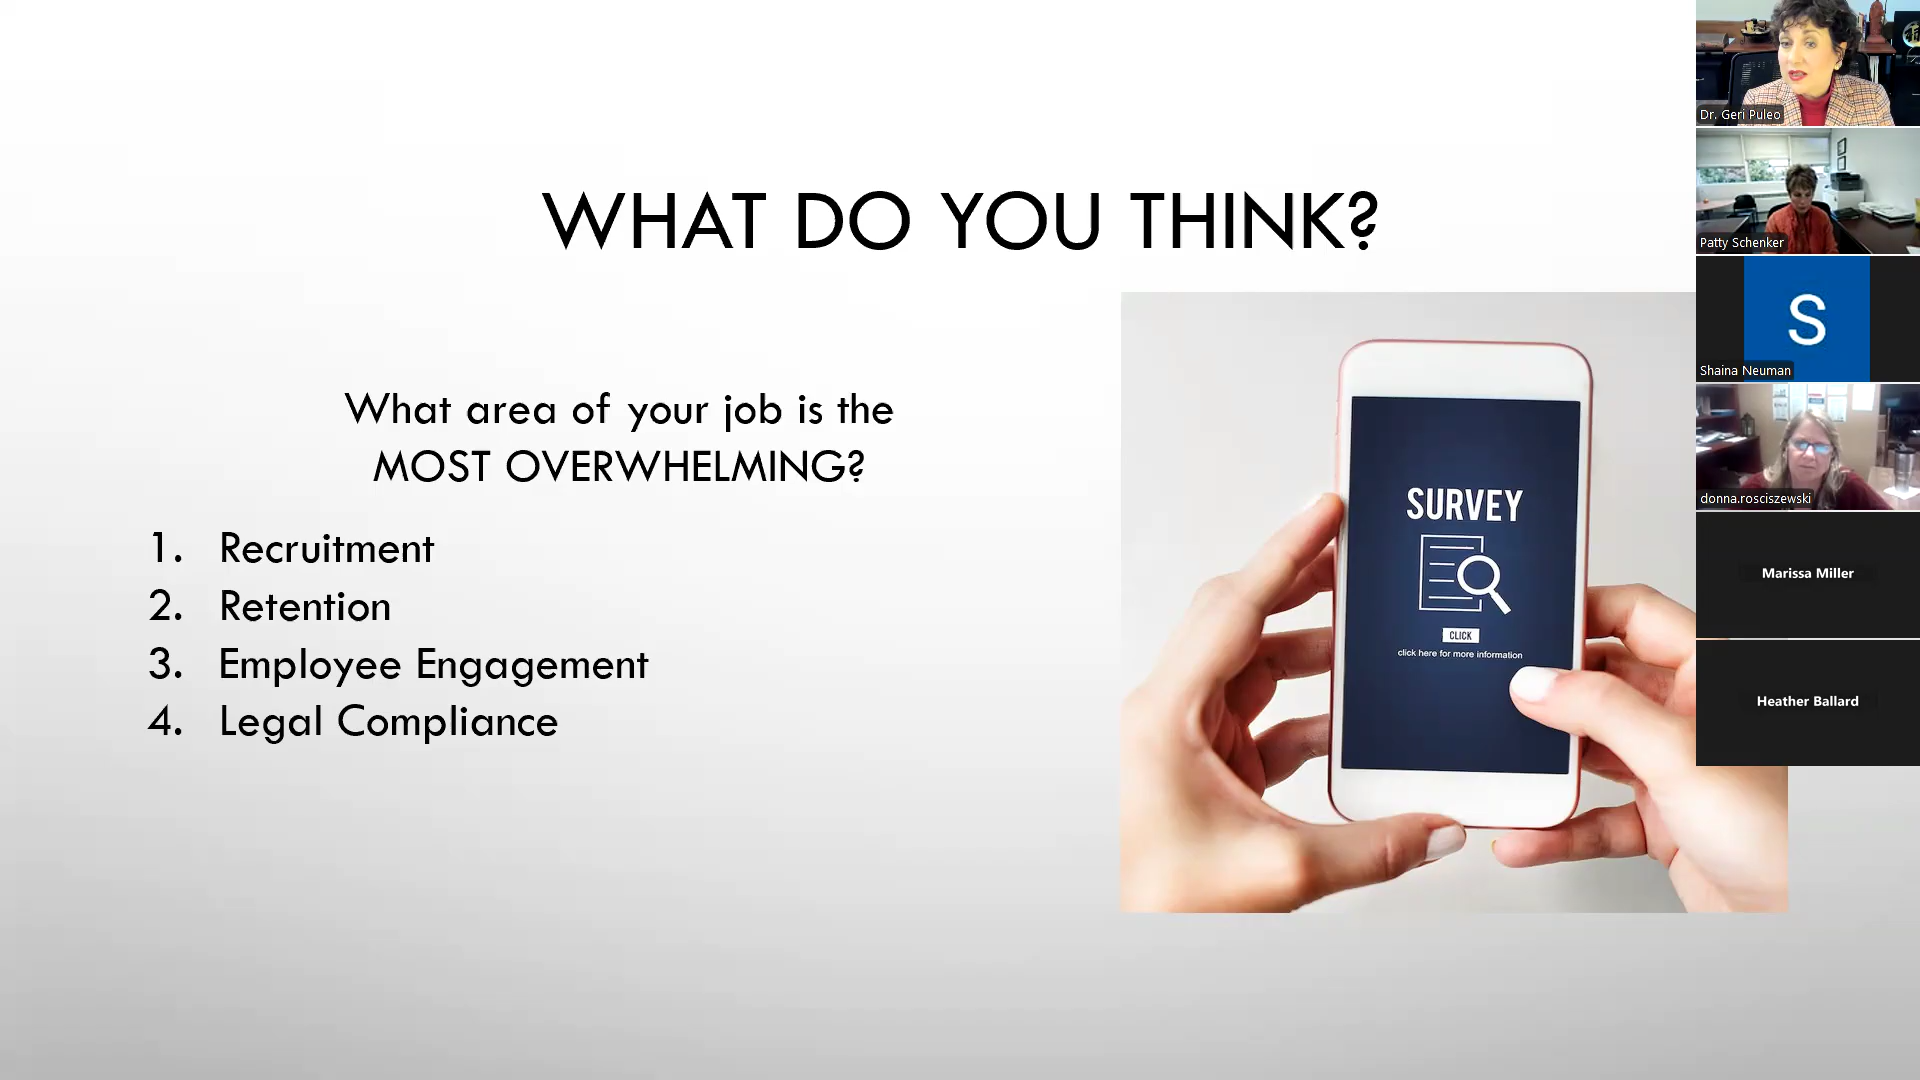 WHAT DO YOU THINK?
What area of your job is the
MOST OVERWHELMING?
1. Recruitment
2. Retention
3. Employee Engagement
4. Legal Compliance
SURVEY
CLICK
click here for more information
Dr. Geri Puleo
Patty Schenker
S
Shaina Neuman
donna.rosciszewski
Marissa Miller
Heather Ballard